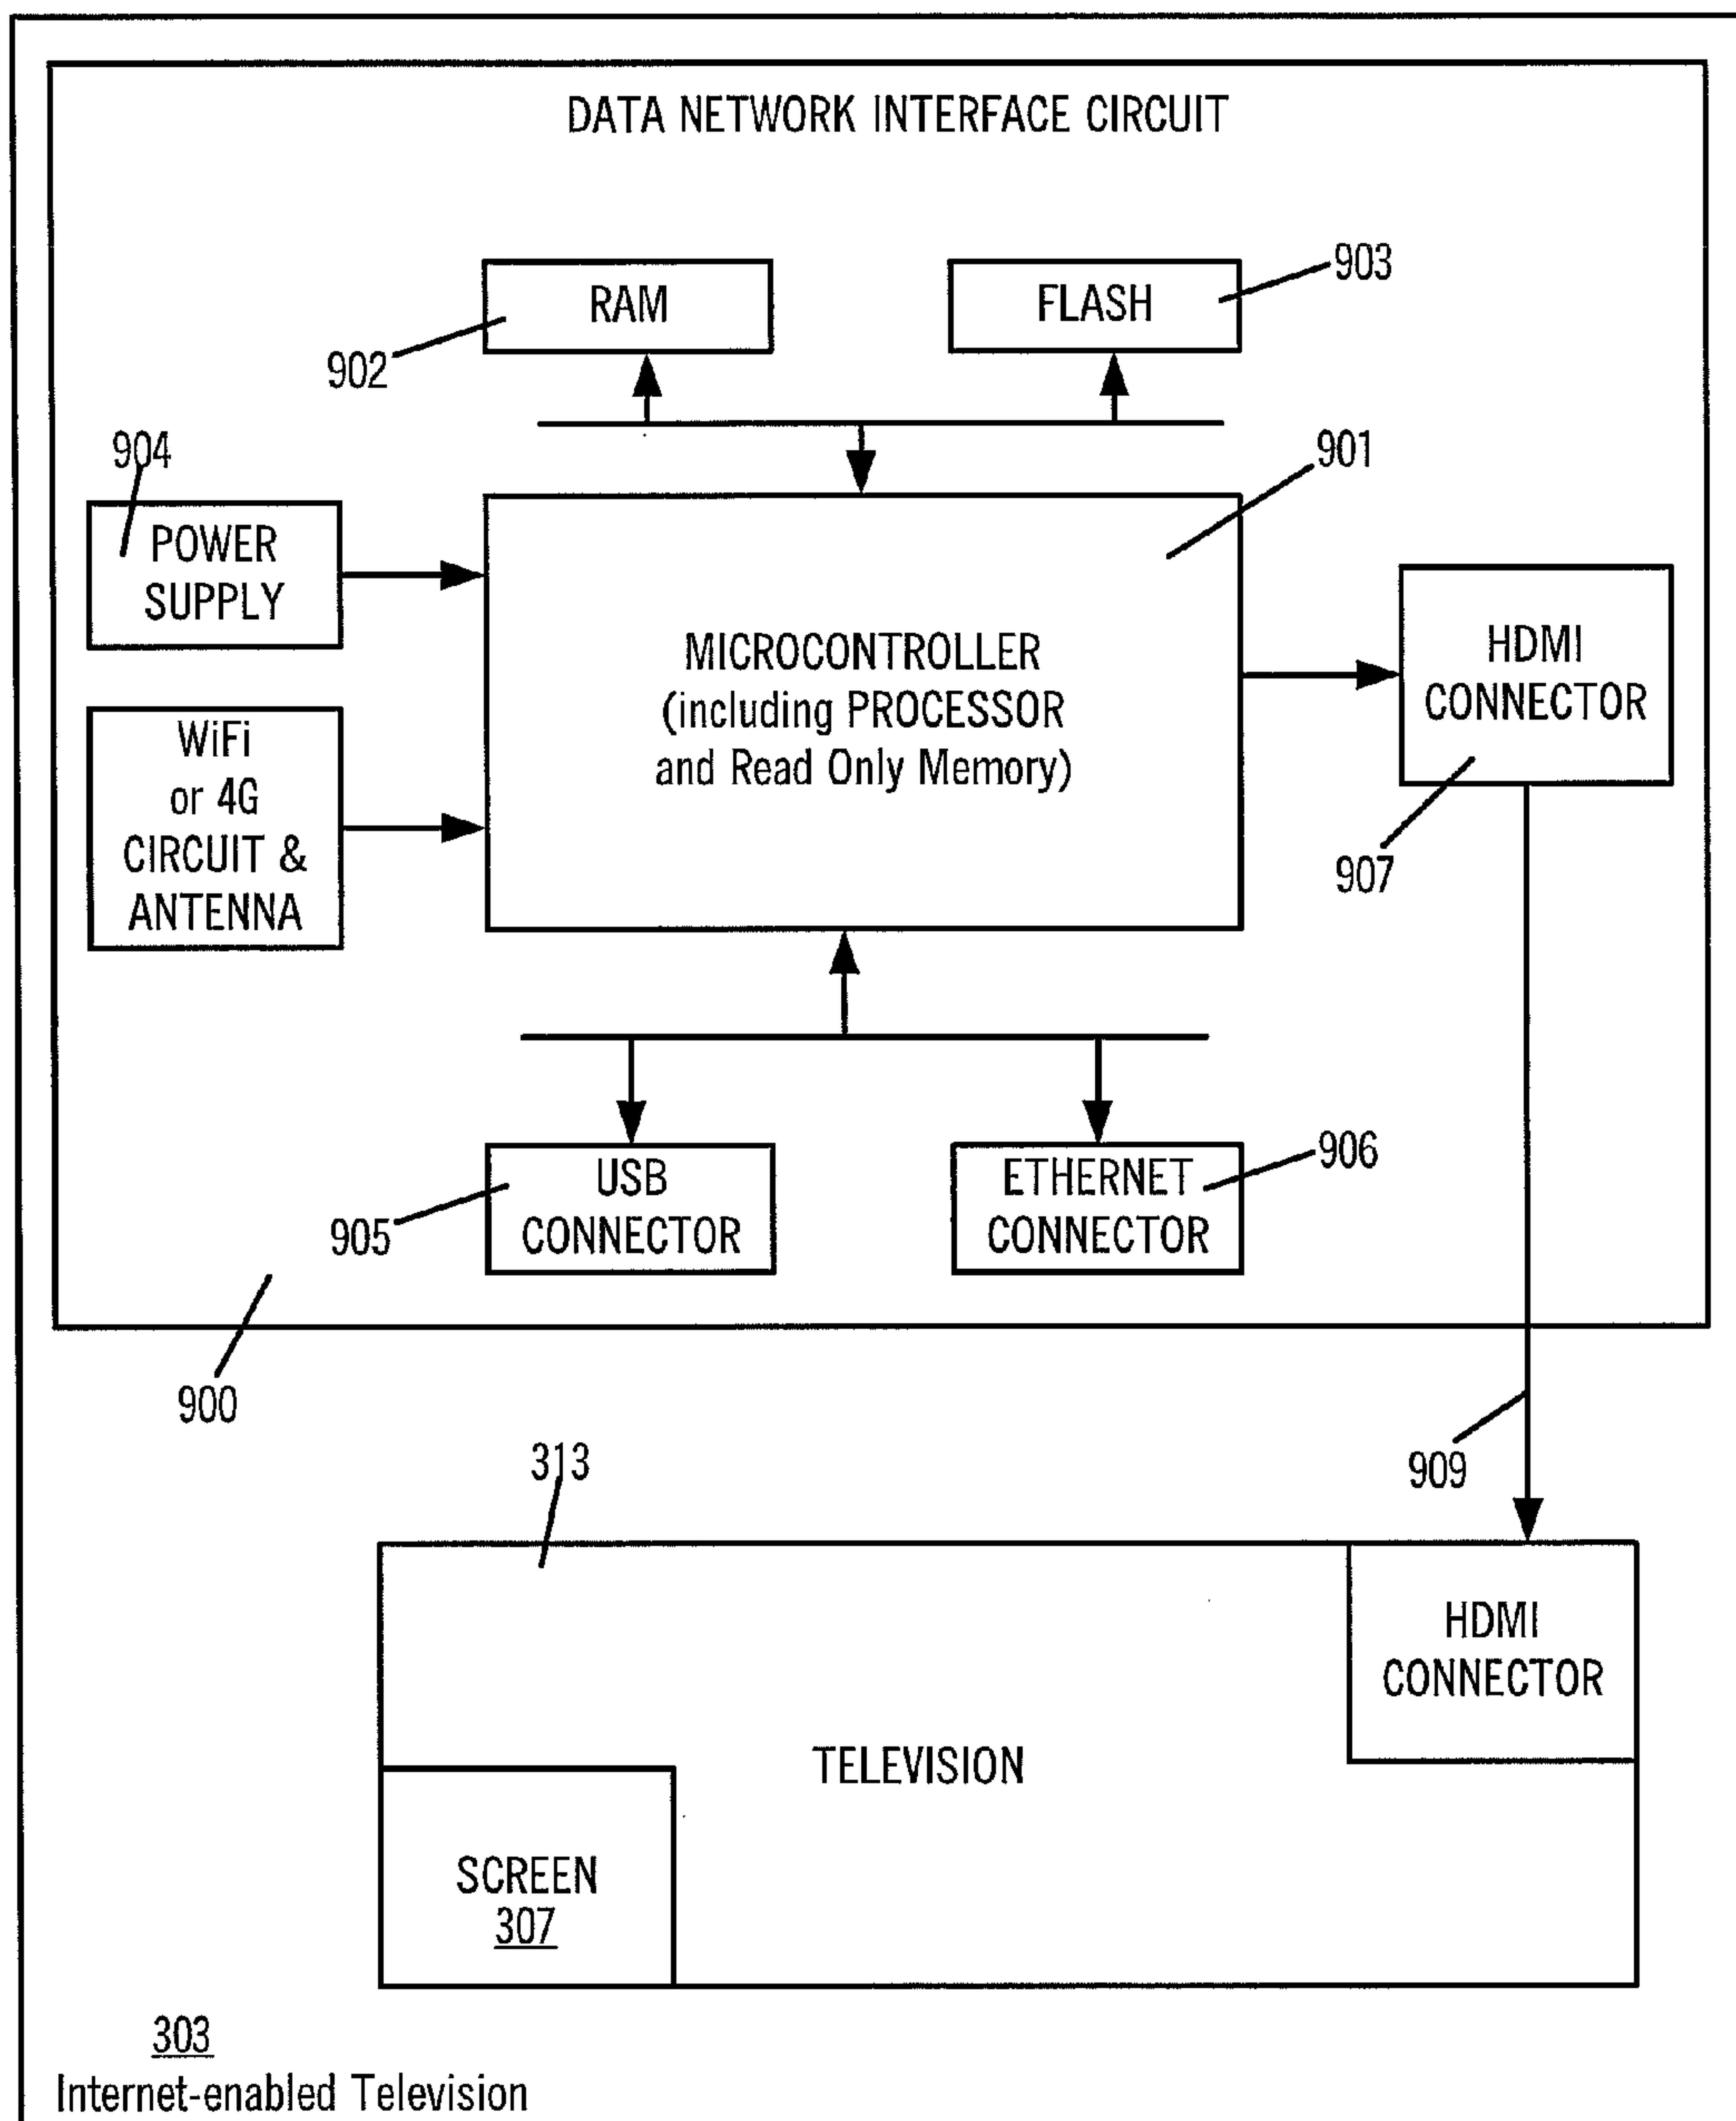 DATA NETWORK INTERFACE CIRCUIT
903
RAM
FLASH
902
904
901
POWER
SUPPLY
MICROCONTROLLER
(including PROCESSOR
and Read Only Memory)
HDMI
CONNECTOR
WiFi
or 4G
CIRCUIT &
ANTENNA
907
906
USB
CONNECTOR
ETHERNET
CONNECTOR
905
900
909
313
HDMI
CONNECTOR
TELEVISION
SCREEN
307
303
Internet-enabled Television